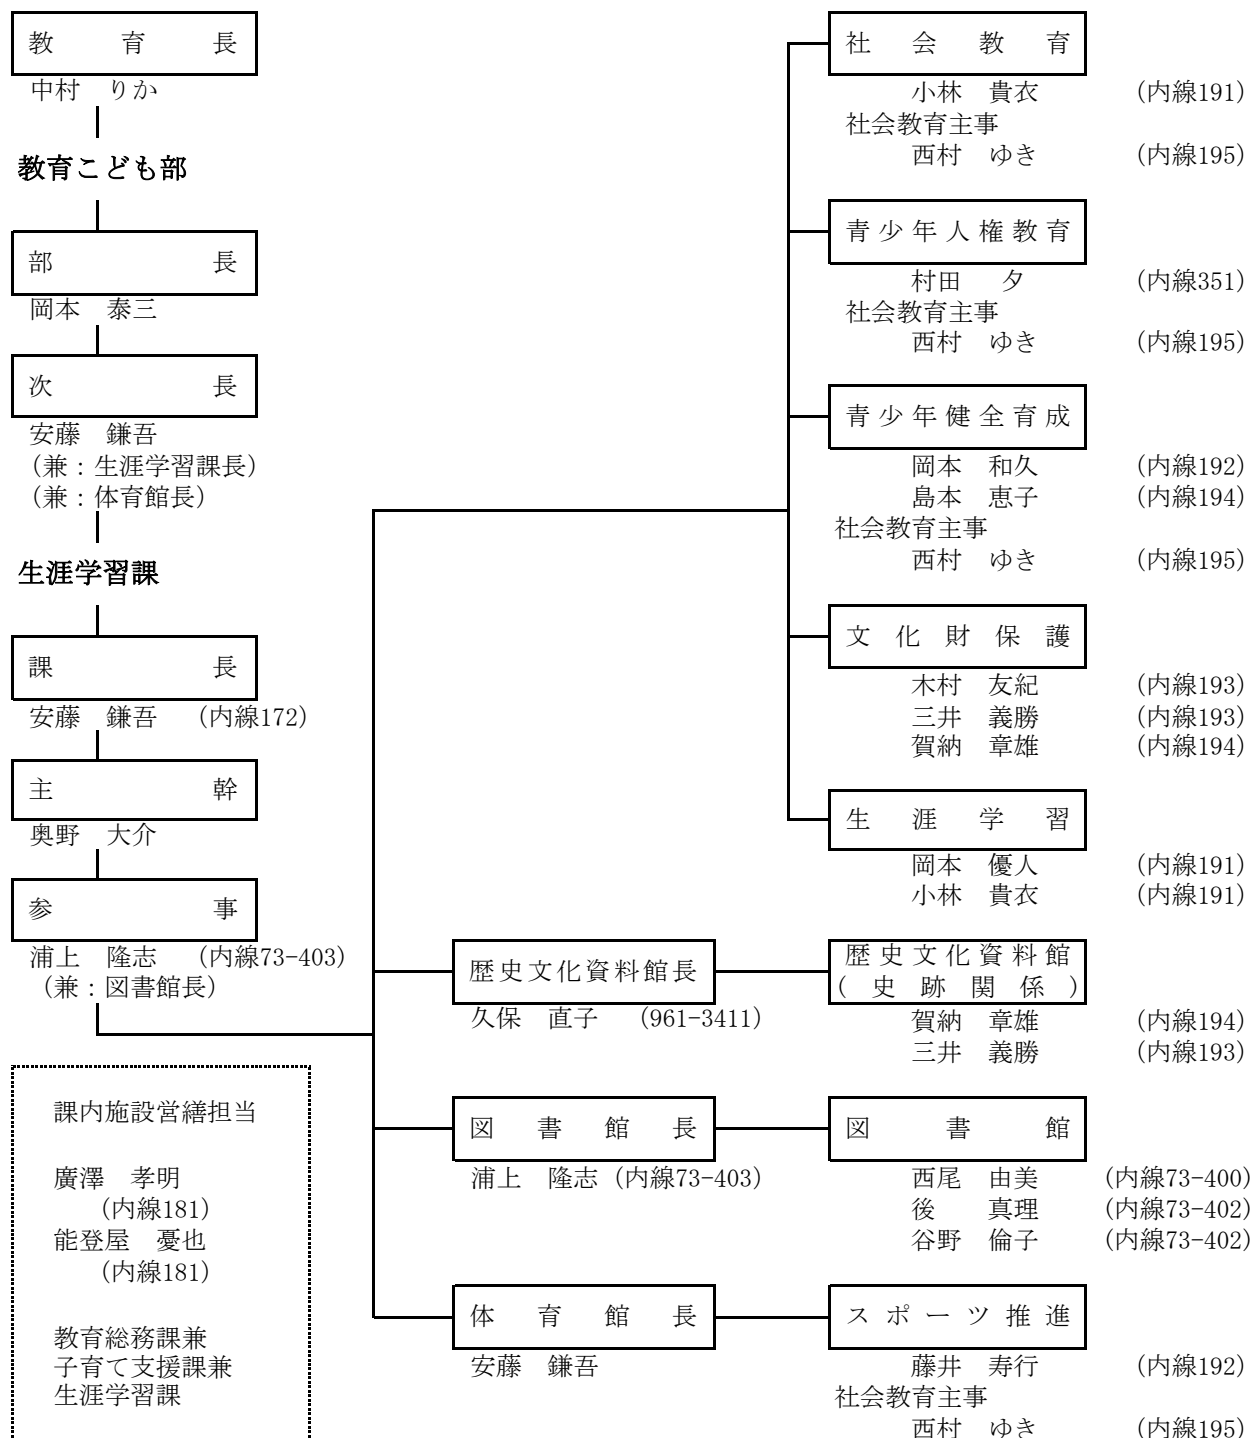 教育長
中村 りか
教育こども部
部長
岡本 泰三
次長
安藤 鎌吾
(兼:生涯学習課長)
(兼:体育館長)
生涯学習課
課長
安藤 鎌吾 (内線172)
主幹
奥野 大介
参事
浦上 隆志 (内線73-403)
(兼:図書館長)
課内施設営繕担当
廣澤 孝明
(内線181)
能登屋 憂也
(内線181)
教育総務課兼
子育て支援課兼
生涯学習課
社会教育
小林 貴衣 (内線191)
社会教育主事
西村 ゆき (内線195)
青少年人権教育
村田 夕 (内線351)
社会教育主事
西村 ゆき (内線195)
青少年健全育成
岡本 和久 (内線192)
島本 恵子 (内線194)
社会教育主事
西村 ゆき (内線195)
文化財保護
木村 友紀 (内線193)
三井 義勝 (内線193)
賀納 章雄 (内線194)
生涯学習
岡本 優人 (内線191)
小林 貴衣 (内線191)
歴史文化資料館長
久保 直子 (961-3411)
歴史文化資料館
(史跡関係)
賀納 章雄 (内線194)
三井 義勝 (内線193)
図書館長
浦上 隆志 (内線73-403)
図書館
西尾 由美 (内線73-400)
後 真理 (内線73-402)
谷野 倫子 (内線73-402)
体育館長
安藤 鎌吾
スポーツ推進
藤井 寿行 (内線192)
社会教育主事
西村 ゆき (内線195)